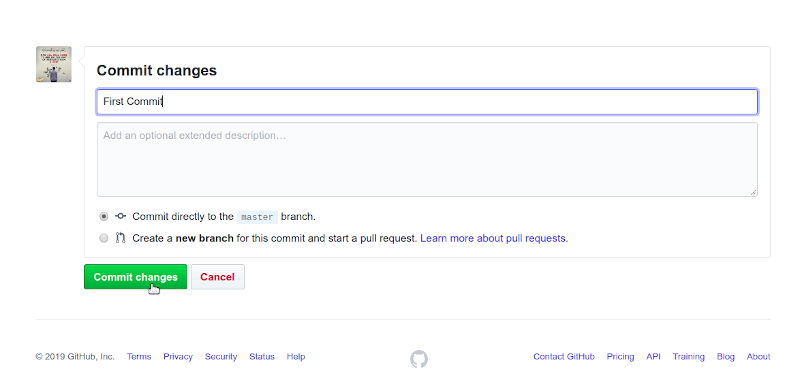 Commit changes
First Commit
Add an optional extended description…
Commit directly to the master branch.
Create a new branch for this commit and start a pull request. Learn more about pull requests.
Commit changes Cancel
© 2019 GitHub, Inc. Terms Privacy Security Status Help Contact GitHub Pricing API Training Blog About